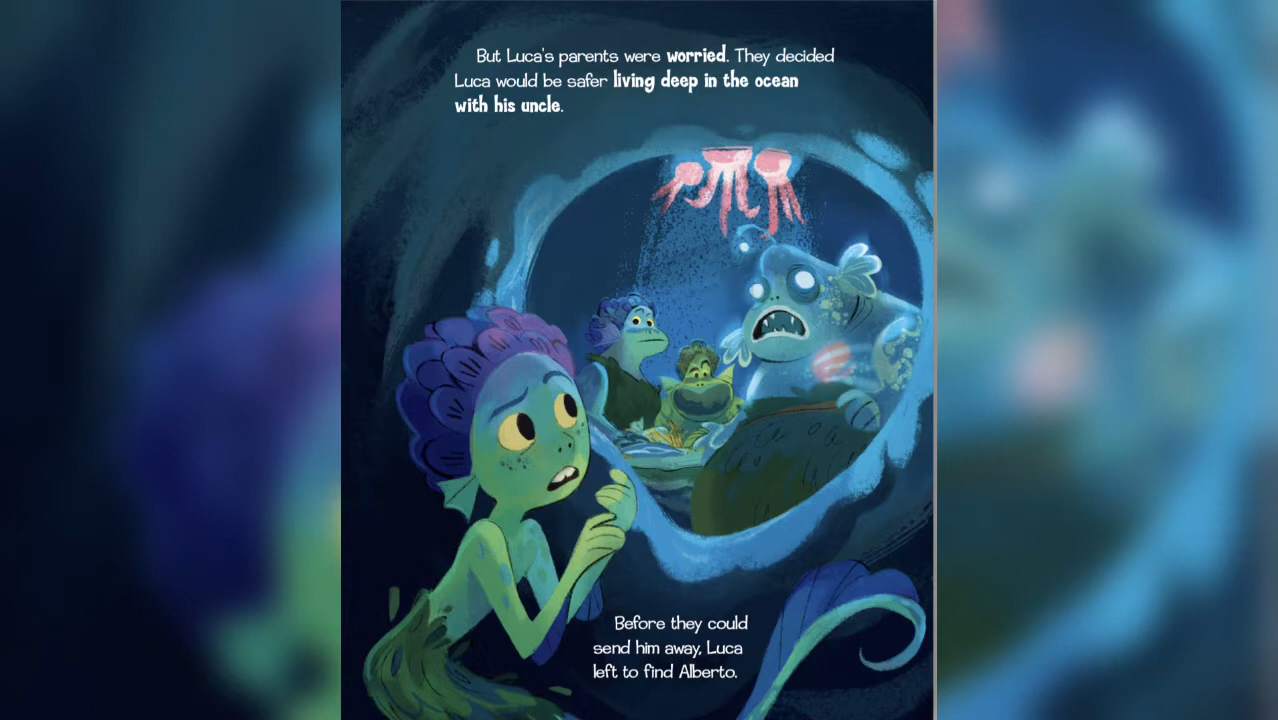 But Luca's parents were worried. They decided
Luca would be safer living deep in the ocean
with his uncle.
Before they could
send him away, Luca
left to find Alberto.